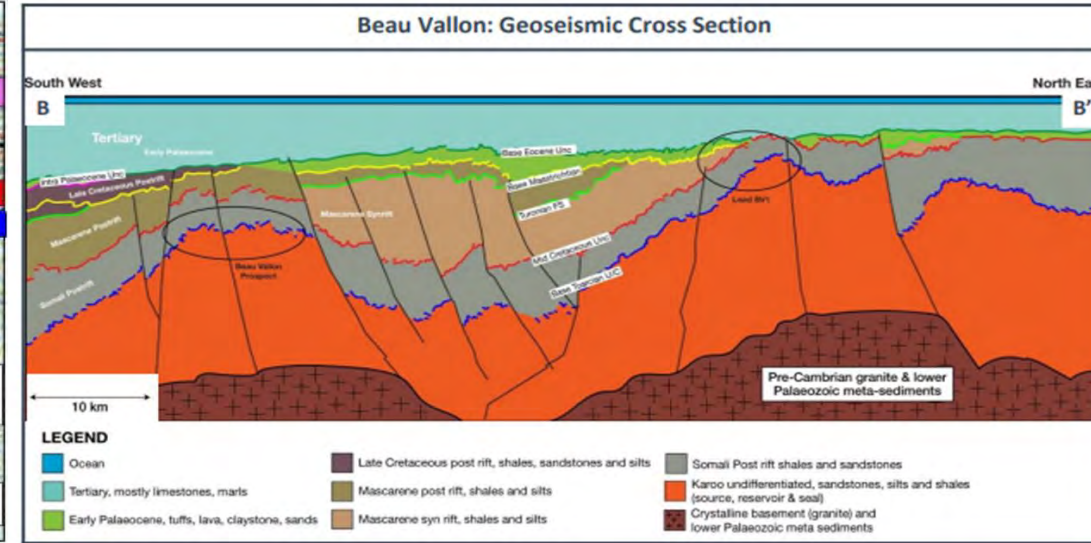 Beau Vallon: Geoseismic Cross Section
South West
North Ea
B
B'
Tertiary
Early Palaeocene
Base Eocene Unc
Intra Palaeocene Unc
Late Cretaceous Postrift
Base Maastrichtian
Lead BV1
Turonian FS
Mascarene Synrift
Mascarene Postrift
Mid Cretaceous Unc
Beau Vallon
Prospect
Base Toarcian U/C
Somali Postrift
Pre-Cambrian granite & lower
Palaeozoic meta-sediments
10 km
LEGEND
Ocean
Tertiary, mostly limestones, marls
Early Palaeocene, tuffs, lava, claystone, sands
Late Cretaceous post rift, shales, sandstones and silts
Mascarene post rift, shales and silts
Mascarene syn rift, shales and silts
Somali Post rift shales and sandstones
Karoo undifferentiated, sandstones, silts and shales
(source, reservoir & seal)
Crystalline basement (granite) and
lower Palaeozoic meta sediments